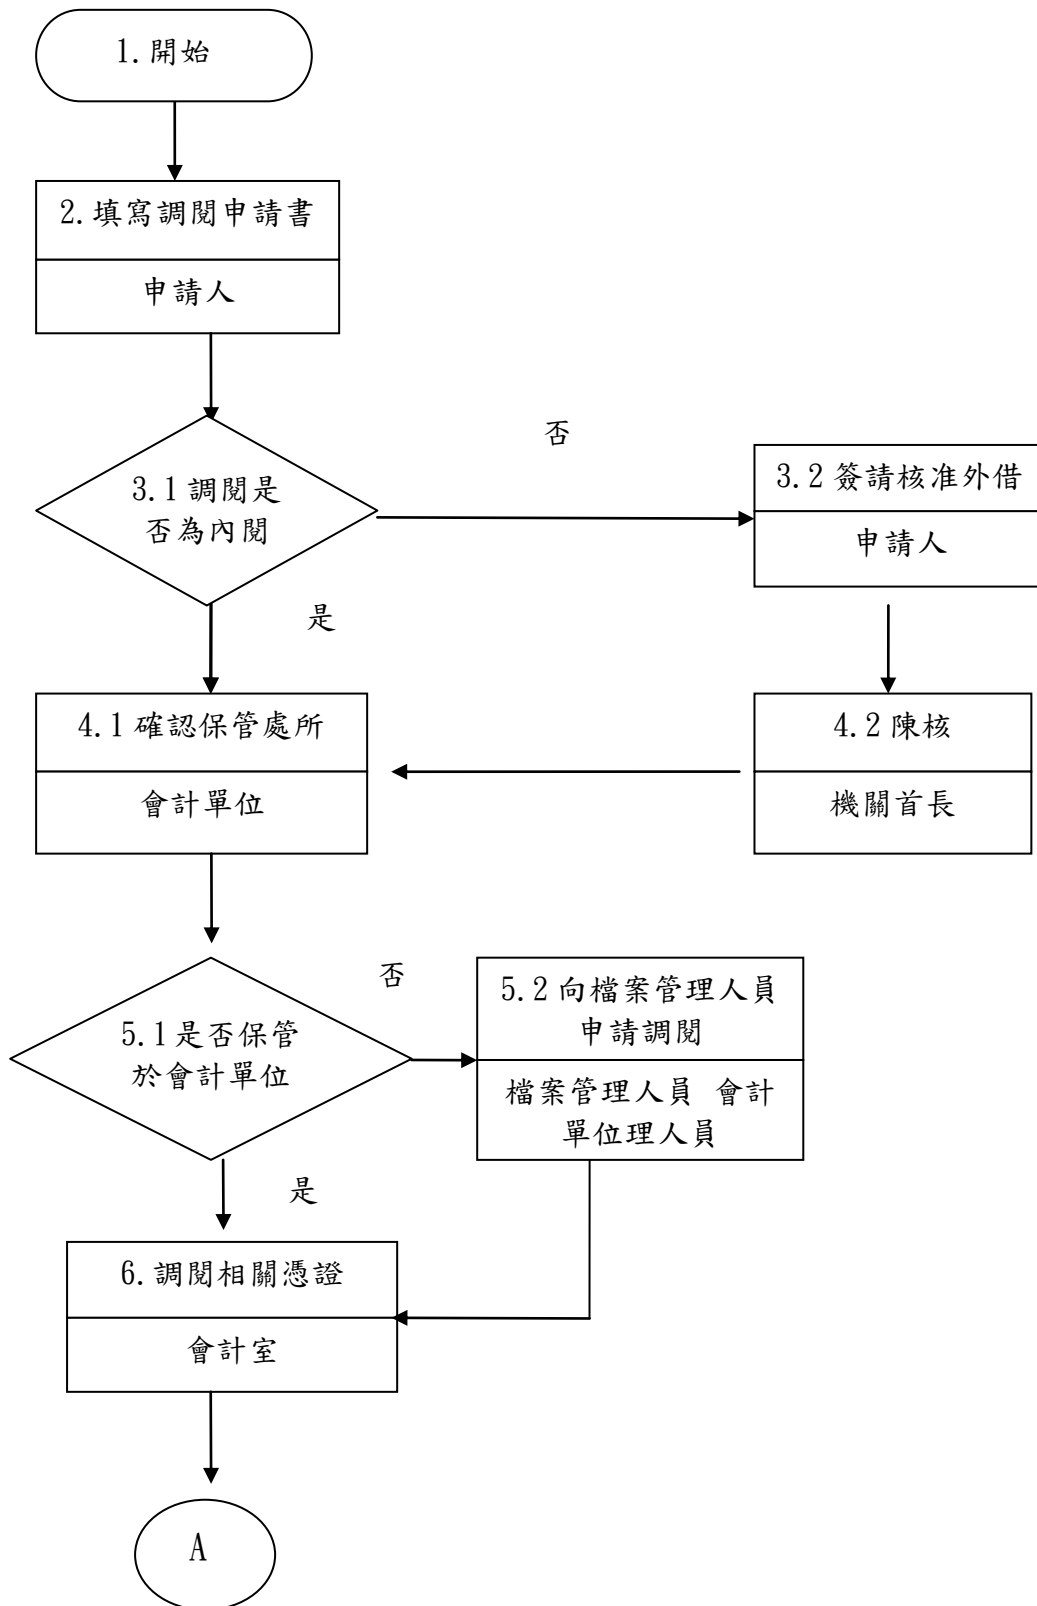 1.開始
2.填寫調閱申請書
申請人
3.1 調閱是
否為內閱
否
3.2 簽請核准外借
申請人
是
4.1 確認保管處所
會計單位
4.2 陳核
機關首長
5.1 是否保管
於會計單位
否
5.2 向檔案管理人員
申請調閱
檔案管理人員 會計
單位理人員
是
6.調閱相關憑證
會計室
A